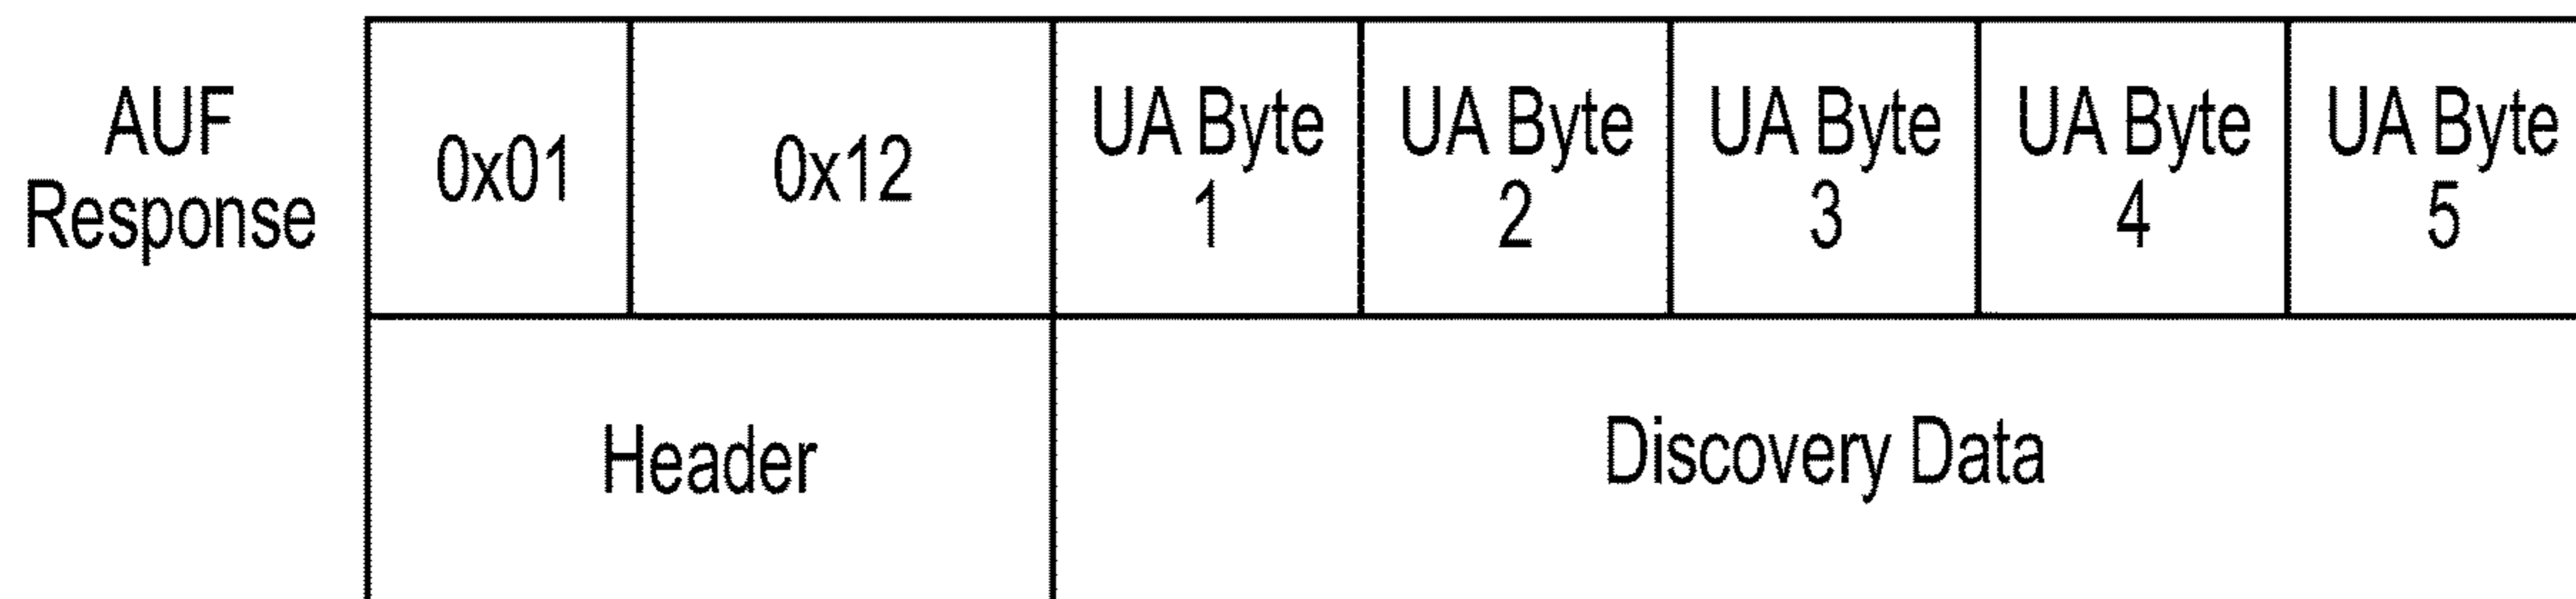 AUF
Response
0x01
0x12
UA Byte
1
UA Byte
2
UA Byte
3
UA Byte
4
UA Byte
5
Header
Discovery Data